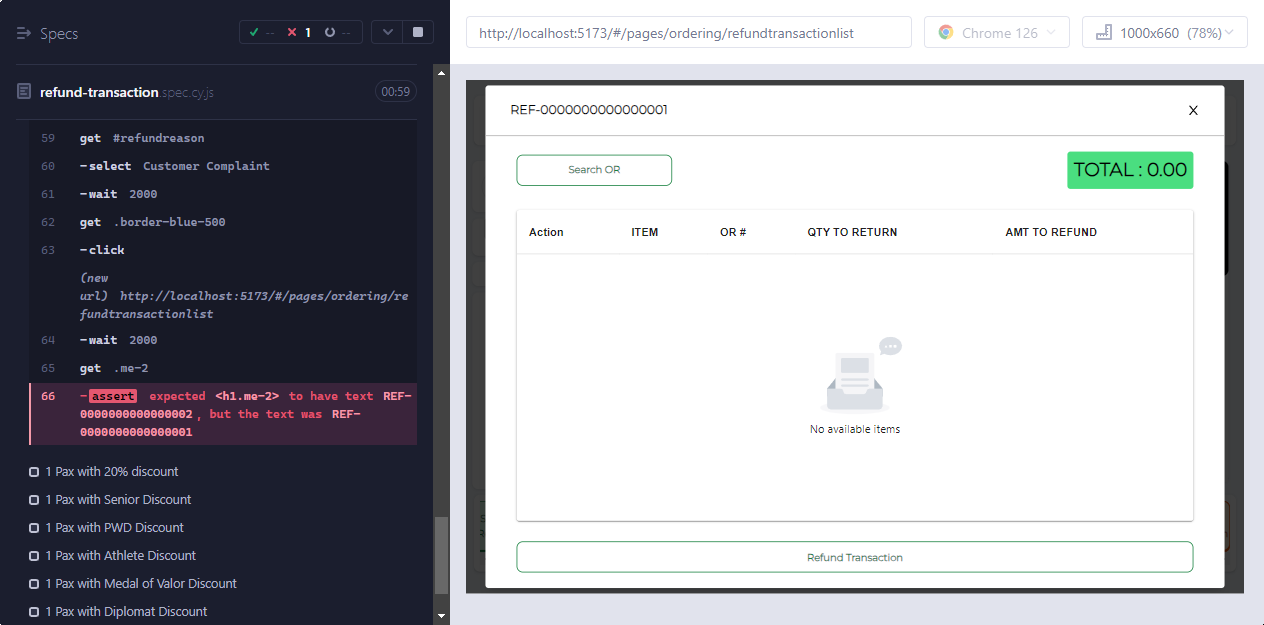 Specs
-- 1 --
refund-transaction.spec.cy.js 00:59
59 get #refundreason
60 -select Customer Complaint
61 -wait 2000
62 get .border-blue-500
63 -click
(new
url) http://localhost:5173/#/pages/ordering/re
fundtransactionlist
64 -wait 2000
65 get .me-2
66 -assert expected <h1.me-2> to have text REF-
0000000000000002, but the text was REF-
0000000000000001
1 Pax with 20% discount
1 Pax with Senior Discount
1 Pax with PWD Discount
1 Pax with Athlete Discount
1 Pax with Medal of Valor Discount
1 Pax with Diplomat Discount
http://localhost:5173/#/pages/ordering/refundtransactionlist
Chrome 126
1000x660 (78%)
REF-0000000000000001 X
Search OR
TOTAL : 0.00
Action ITEM OR # QTY TO RETURN AMT TO REFUND
No available items
Refund Transaction